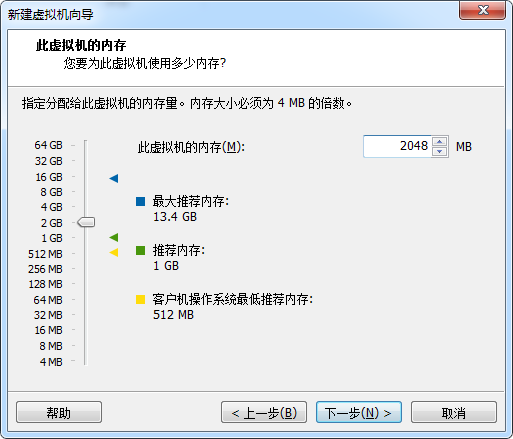 新建虚拟机向导
此虚拟机的内存
您要为此虚拟机使用多少内存?
指定分配给此虚拟机的内存量。内存大小必须为 4 MB 的倍数。
64 GB
32 GB
16 GB
8 GB
4 GB
2 GB
1 GB
512 MB
256 MB
128 MB
64 MB
32 MB
16 MB
8 MB
4 MB
此虚拟机的内存(M): 2048 MB
最大推荐内存:
13.4 GB
推荐内存:
1 GB
客户机操作系统最低推荐内存:
512 MB
帮助 < 上一步(B) 下一步(N) > 取消